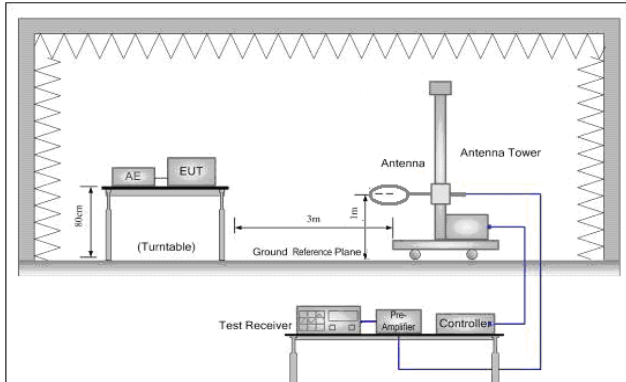 Antenna
Antenna Tower
AE
EUT
80cm
(Turntable)
3m
1m
Ground Reference Plane
Test Receiver
Pre-
Amplifier
Controller